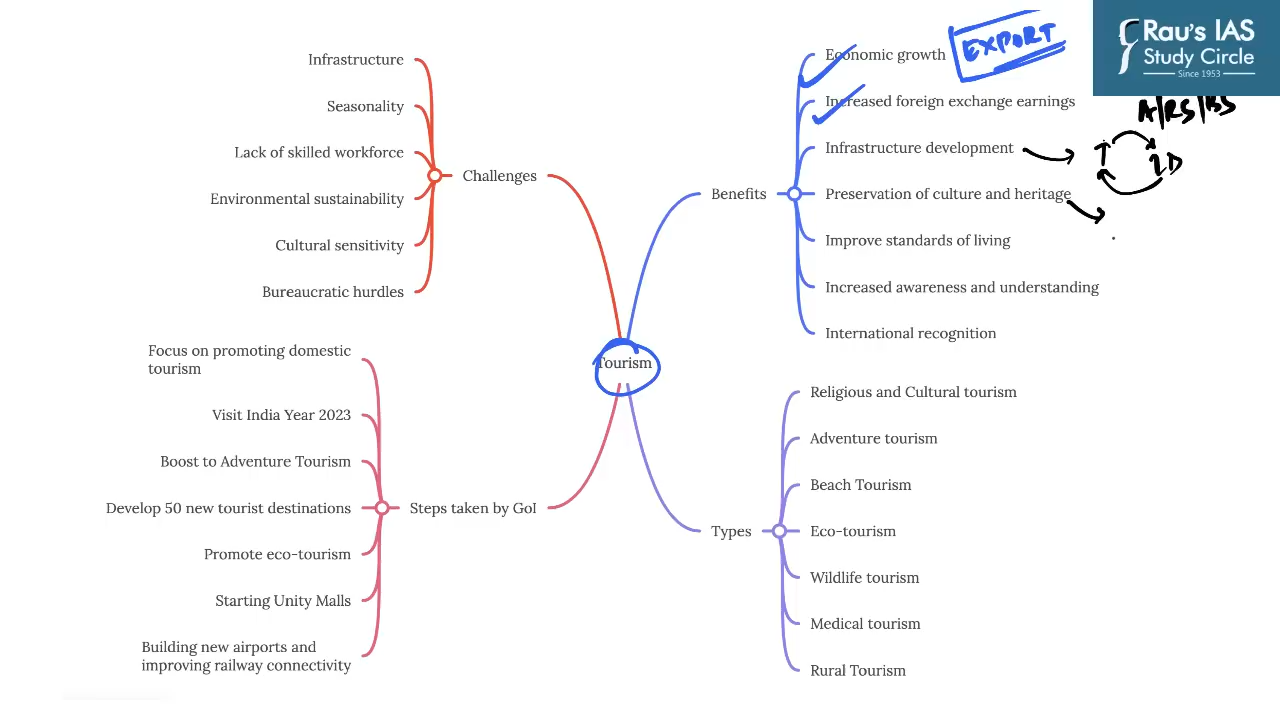 Rau's IAS
Study Circle
Since 1953
EXPORT
A/RS/BS
T
ID
Tourism
Challenges
Infrastructure
Seasonality
Lack of skilled workforce
Environmental sustainability
Cultural sensitivity
Bureaucratic hurdles
Benefits
Economic growth
Increased foreign exchange earnings
Infrastructure development
Preservation of culture and heritage
Improve standards of living
Increased awareness and understanding
International recognition
Steps taken by GoI
Focus on promoting domestic
tourism
Visit India Year 2023
Boost to Adventure Tourism
Develop 50 new tourist destinations
Promote eco-tourism
Starting Unity Malls
Building new airports and
improving railway connectivity
Types
Religious and Cultural tourism
Adventure tourism
Beach Tourism
Eco-tourism
Wildlife tourism
Medical tourism
Rural Tourism